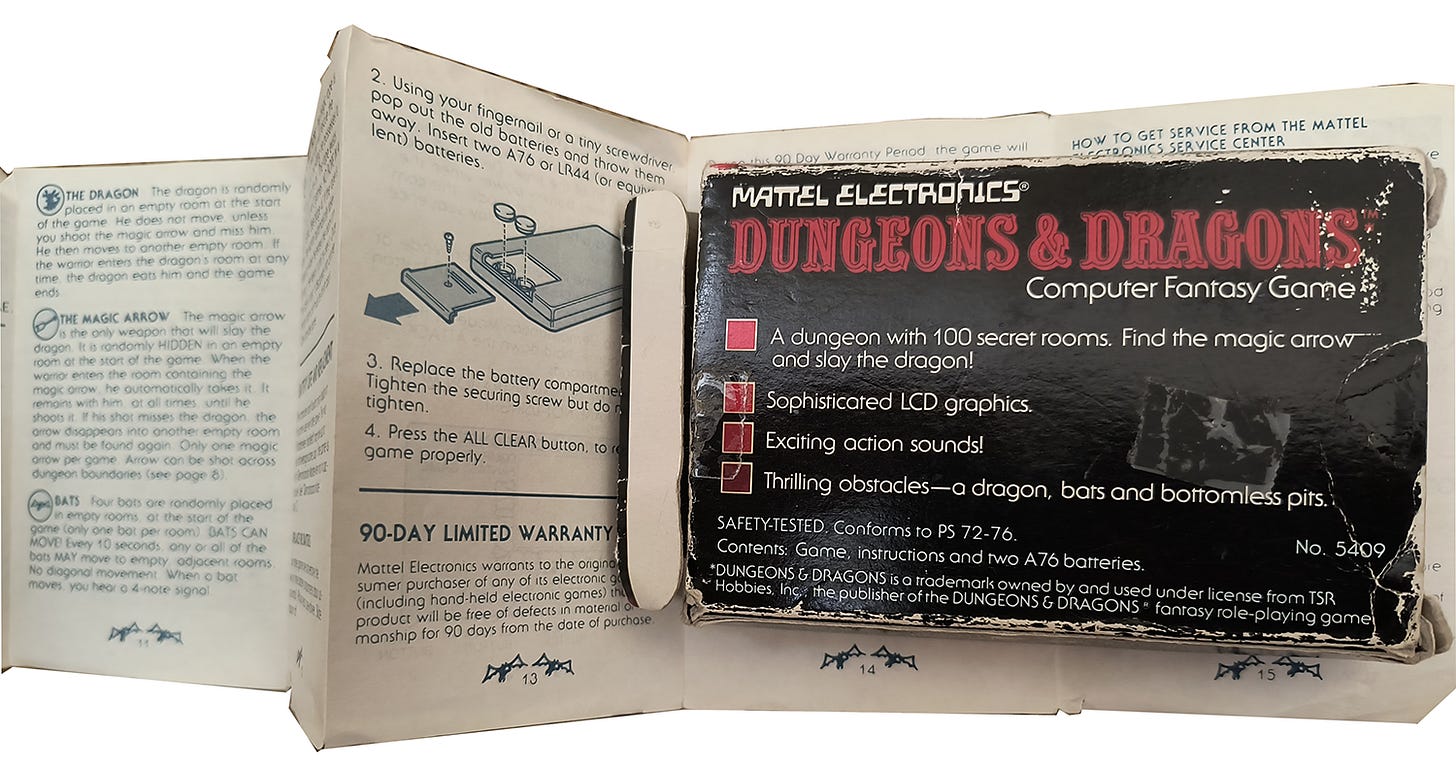 THE DRAGON The dragon is randomly
placed in an empty room at the start
of the game. He does not move, unless
you shoot the magic arrow and miss him.
He then moves to another empty room. If
the warrior enters the dragon's room at any
time, the dragon eats him and the game
ends.
THE MAGIC ARROW The magic arrow
is the only weapon that will slay the
dragon. It is randomly HIDDEN in an empty
room at the start of the game. When the
warrior enters the room containing the
magic arrow, he automatically takes it. It
remains with him, at all times, until he
shoots it. If his shot misses the dragon, the
arrow disappears into another empty room
and must be found again. Only one magic
arrow per game. Arrow can be shot across
dungeon boundaries (see page 8).
BATS Four bats are randomly placed
in empty rooms, at the start of the
game (only one bat per room). BATS CAN
MOVE! Every 10 seconds, any or all of the
bats MAY move to empty, adjacent rooms.
No diagonal movement. When a bat
moves, you hear a 4-note signal
11
2. Using your fingernail or a tiny screwdriver,
pop out the old batteries and throw them
away. Insert two A76 or LR44 (or equiv
lent) batteries.
3. Replace the battery compartme
Tighten the securing screw but do
tighten.
4. Press the ALL CLEAR button, to re
game properly.
90-DAY LIMITED WARRANTY
Mattel Electronics warrants to the origina
sumer purchaser of any of its electronic g
(including hand-held electronic games) th
product will be free of defects in material o
manship for 90 days from the date of purchase.
13
this 90 Day Warranty Period, the game will
14
HOW TO GET SERVICE FROM THE MATTEL
ELECTRONICS SERVICE CENTER
15
MATTEL ELECTRONICS®
DUNGEONS & DRAGONS™
Computer Fantasy Game
A dungeon with 100 secret rooms. Find the magic arrow
and slay the dragon!
Sophisticated LCD graphics.
Exciting action sounds!
Thrilling obstacles—a dragon, bats and bottomless pits.
SAFETY-TESTED. Conforms to PS 72-76.
Contents: Game, instructions and two A76 batteries.
No. 5409
*DUNGEONS & DRAGONS is a trademark owned by and used under license from TSR
Hobbies, Inc., the publisher of the DUNGEONS & DRAGONS® fantasy role-playing game